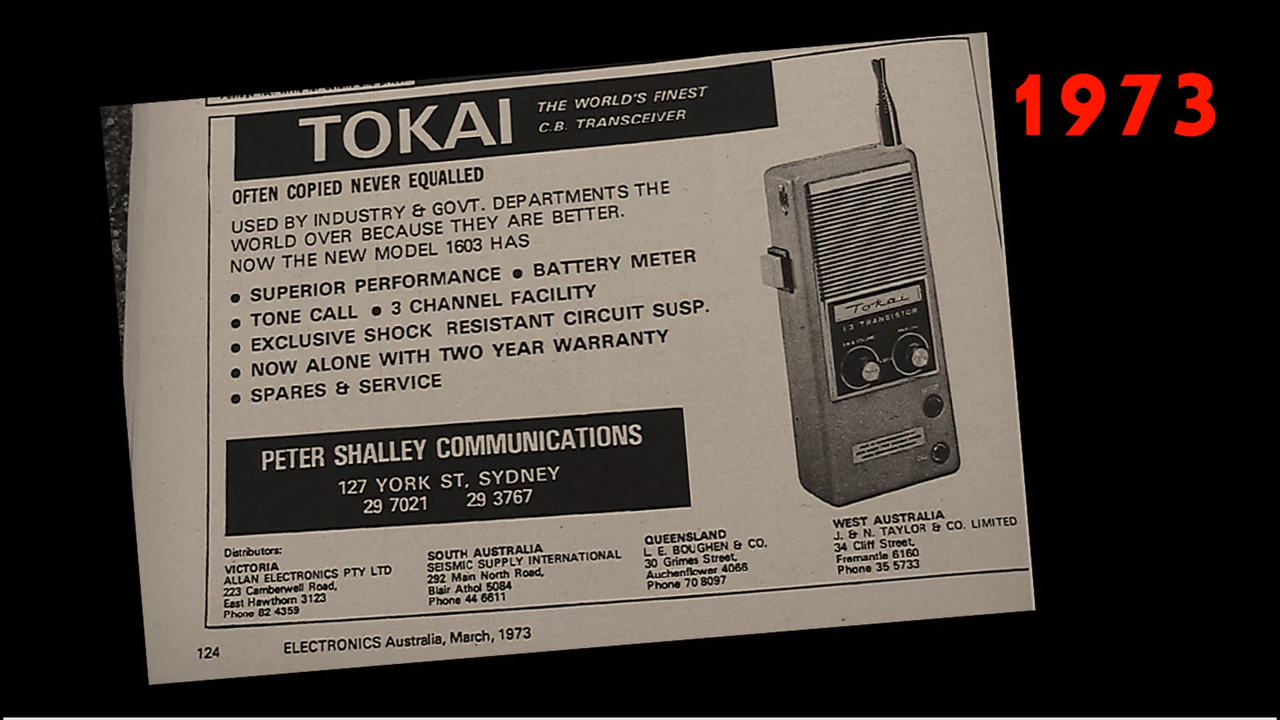 1973
TOKAI
THE WORLD'S FINEST
C.B. TRANSCEIVER
OFTEN COPIED NEVER EQUALLED
USED BY INDUSTRY & GOVT. DEPARTMENTS THE
WORLD OVER BECAUSE THEY ARE BETTER.
NOW THE NEW MODEL 1603 HAS
● SUPERIOR PERFORMANCE ● BATTERY METER
● TONE CALL ● 3 CHANNEL FACILITY
● EXCLUSIVE SHOCK RESISTANT CIRCUIT SUSP.
● NOW ALONE WITH TWO YEAR WARRANTY
● SPARES & SERVICE
Tokai
13 TRANSISTOR
PETER SHALLEY COMMUNICATIONS
127 YORK ST, SYDNEY
29 7021 29 3767
Distributors:
VICTORIA
ALLAN ELECTRONICS PTY LTD
223 Camberwell Road,
East Hawthorn 3123
Phone 82 4359
SOUTH AUSTRALIA
SEISMIC SUPPLY INTERNATIONAL
292 Main North Road,
Blair Athol 5084
Phone 44 6611
QUEENSLAND
L. E. BOUGHEN & CO.
30 Grimes Street,
Auchenflower 4066
Phone 70 8097
WEST AUSTRALIA
J. & N. TAYLOR & CO. LIMITED
34 Cliff Street,
Fremantle 6160
Phone 35 5733
124
ELECTRONICS Australia, March, 1973